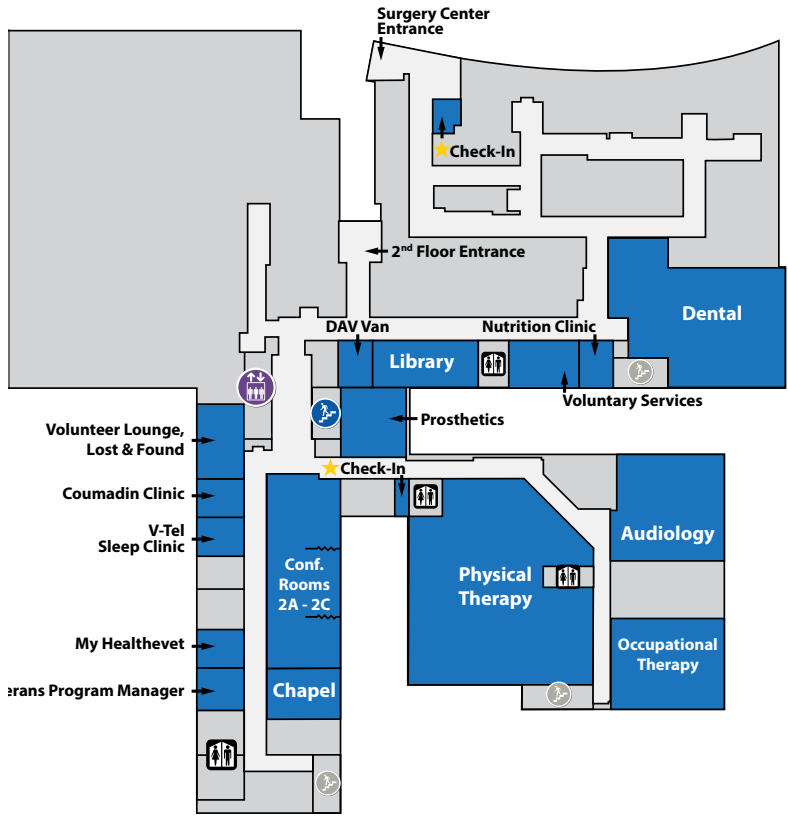 Surgery Center
Entrance
Check-In
2nd Floor Entrance
Dental
DAV Van
Nutrition Clinic
Library
Voluntary Services
Prosthetics
Volunteer Lounge,
Lost & Found
Check-In
Coumadin Clinic
V-Tel
Sleep Clinic
Audiology
Conf.
Rooms
2A - 2C
Physical
Therapy
My Healthevet
Occupational
Therapy
erans Program Manager
Chapel